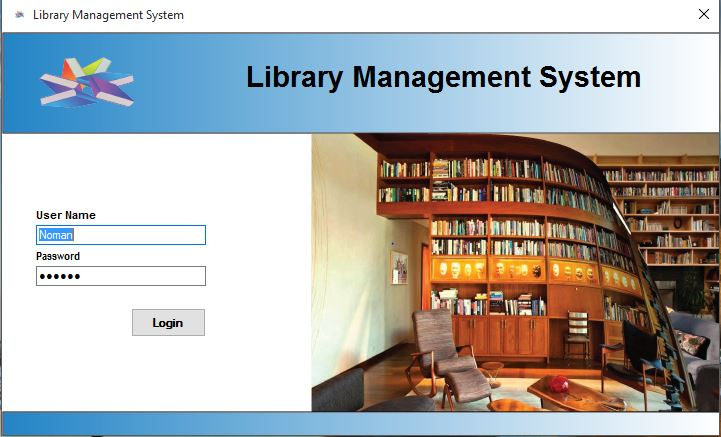 Library Management System
Library Management System
User Name
Noman
Password
••••••
Login